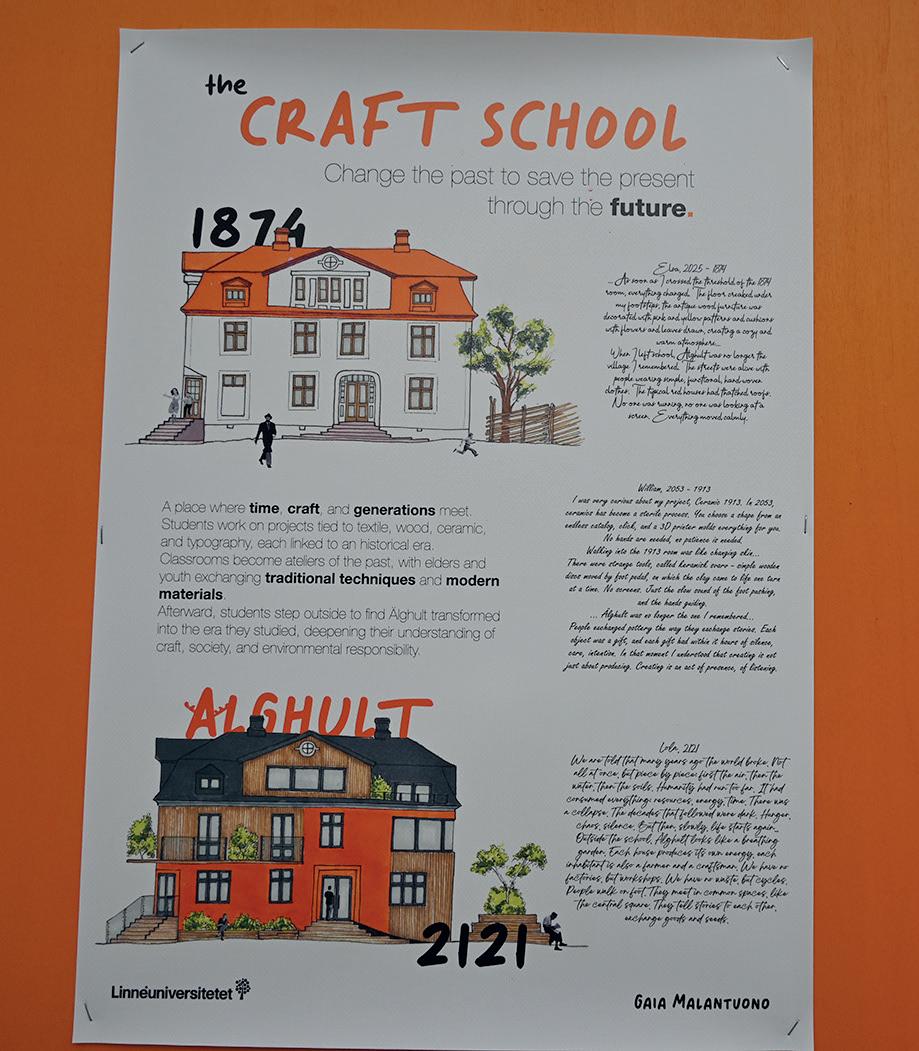 the
CRAFT SCHOOL
Change the past to save the present
through the future.
1874
Elsa, 2025 - 1874
...As soon as I crossed the threshold of the 1874
room, everything changed. The floor creaked under
my footsteps, the antique wood furniture was
decorated with pink and yellow patterns and cushions
with flowers and leaves drawn, creating a cozy and
warm atmosphere...
When I left school, Älghult was no longer the
village I remembered. The streets were alive with
people wearing simple, functional, hand-woven
clothes. The typical red houses had thatched roofs.
No one was running, no one was looking at a
screen. Everything moved calmly.
A place where time, craft, and generations meet.
Students work on projects tied to textile, wood, ceramic,
and typography, each linked to an historical era.
Classrooms become ateliers of the past, with elders and
youth exchanging traditional techniques and modern
materials.
Afterward, students step outside to find Älghult transformed
into the era they studied, deepening their understanding of
craft, society, and environmental responsibility.
William, 2053 - 1913
I was very curious about my project, Ceramic 1913. In 2053,
ceramics has become a sterile process. You choose a shape from an
endless catalog, click, and a 3D printer molds everything for you.
No hands are needed, no patience is needed.
Walking into the 1913 room was like changing skin...
There were strange tools, called keramisk svarv - simple wooden
discs moved by foot pedal, on which the clay came to life one turn
at a time. No screens. Just the slow sound of the foot pushing,
and the hands guiding.
... Älghult was no longer the one I remembered...
People exchanged pottery the way they exchange stories. Each
object was a gift, and each gift had within it hours of silence,
care, intention. In that moment I understood that creating is not
just about producing. Creating is an act of presence, of listening.
ÄLGHULT
2121
Lola, 2121
We are told that many years ago the world broke. Not
all at once, but piece by piece: first the air, then the
water, then the soils. Humanity had run too far. It had
consumed everything: resources, energy, time. There was
a collapse. The decades that followed were dark. Hunger,
chaos, silence. But then, slowly, life starts again...
Outside the school, Älghult looks like a breathing
garden. Each house produces its own energy, each
inhabitant is also a farmer and a craftsman. We have no
factories, but workshops. We have no waste, but cycles.
People walk on foot. They meet in common spaces, like
the central square. They tell stories to each other,
exchange goods and seeds.
Linnéuniversitetet
GAIA MALANTUONO